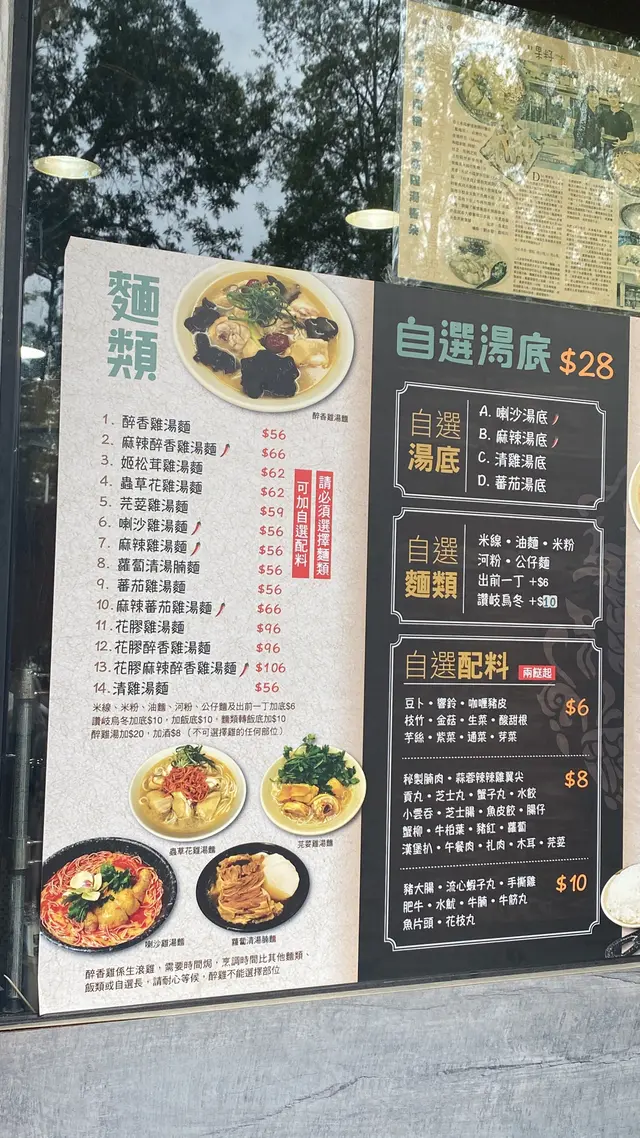 麵類
醉香雞湯麵
1. 醉香雞湯麵 $56
2. 麻辣醉香雞湯麵 $66
3. 姬松茸雞湯麵 $62
4. 蟲草花雞湯麵 $62
5. 芫荽雞湯麵 $59
6. 喇沙雞湯麵 $56
7. 麻辣雞湯麵 $56
8. 蘿蔔清湯腩麵 $56
9. 蕃茄雞湯麵 $56
10. 麻辣蕃茄雞湯麵 $66
11. 花膠雞湯麵 $96
12. 花膠醉香雞湯麵 $96
13. 花膠麻辣醉香雞湯麵 $106
14. 清雞湯麵 $56
請必須選擇麵類
可加自選配料
米線、米粉、油麵、河粉、公仔麵及出前一丁加底$6
讚岐烏冬加底$10，加飯底$10，麵類轉飯底加$10
醉雞湯加$20，加酒$8（不可選擇雞的任何部位）
蟲草花雞湯麵
芫荽雞湯麵
喇沙雞湯麵
蘿蔔清湯腩麵
醉香雞係生滾雞，需要時間焗，烹調時間比其他麵類、
飯類或自選長，請耐心等候，醉雞不能選擇部位
自選湯底 $28
自選湯底
A. 喇沙湯底
B. 麻辣湯底
C. 清雞湯底
D. 蕃茄湯底
自選麵類
米線・油麵・米粉
河粉・公仔麵
出前一丁 +$6
讚岐烏冬 +$10
自選配料 兩餸起
豆卜・響鈴・咖喱豬皮 $6
枝竹・金菇・生菜・酸甜根
芋絲・紫菜・通菜・芽菜
秘製腩肉・蒜蓉辣辣雞翼尖 $8
貢丸・芝士丸・蟹子丸・水餃
小雲吞・芝士腸・魚皮餃・腸仔
蟹柳・牛柏葉・豬紅・蘿蔔
漢堡扒・午餐肉・扎肉・木耳・芫荽
豬大腸・流心蝦子丸・手撕雞 $10
肥牛・水魷・牛腩・牛筋丸
魚片頭・花枝丸